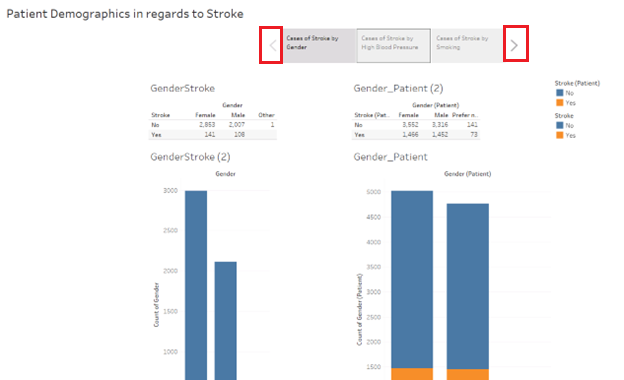 Patient Demographics in regards to Stroke
Cases of Stroke by Gender
Cases of Stroke by High Blood Pressure
Cases of Stroke by Smoking
GenderStroke
Gender
Stroke Female Male Other
No 2,853 2,007 1
Yes 141 108
Gender_Patient (2)
Gender (Patient)
Stroke (Pat.. Female Male Prefer n..
No 3,552 3,316 141
Yes 1,466 1,452 73
Stroke (Patient)
No
Yes
Stroke
No
Yes
GenderStroke (2)
Gender
Count of Gender
3000
2500
2000
1500
1000
Gender_Patient
Gender (Patient)
Count of Gender (Patient)
5000
4500
4000
3500
3000
2500
2000
1500